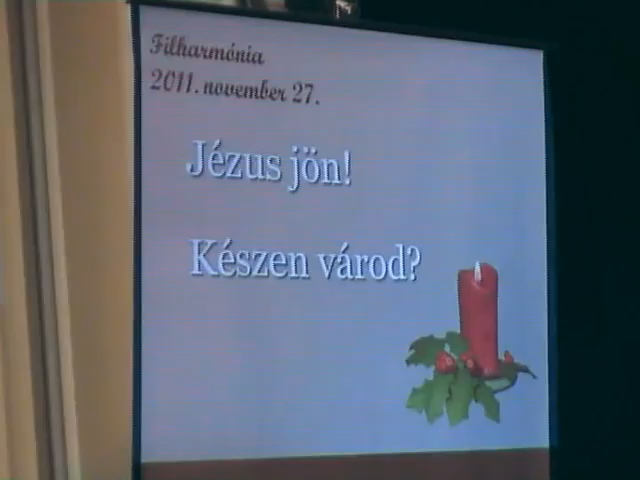 Filharmónia
2011. november 27.
Jézus jön!
Készen várod?